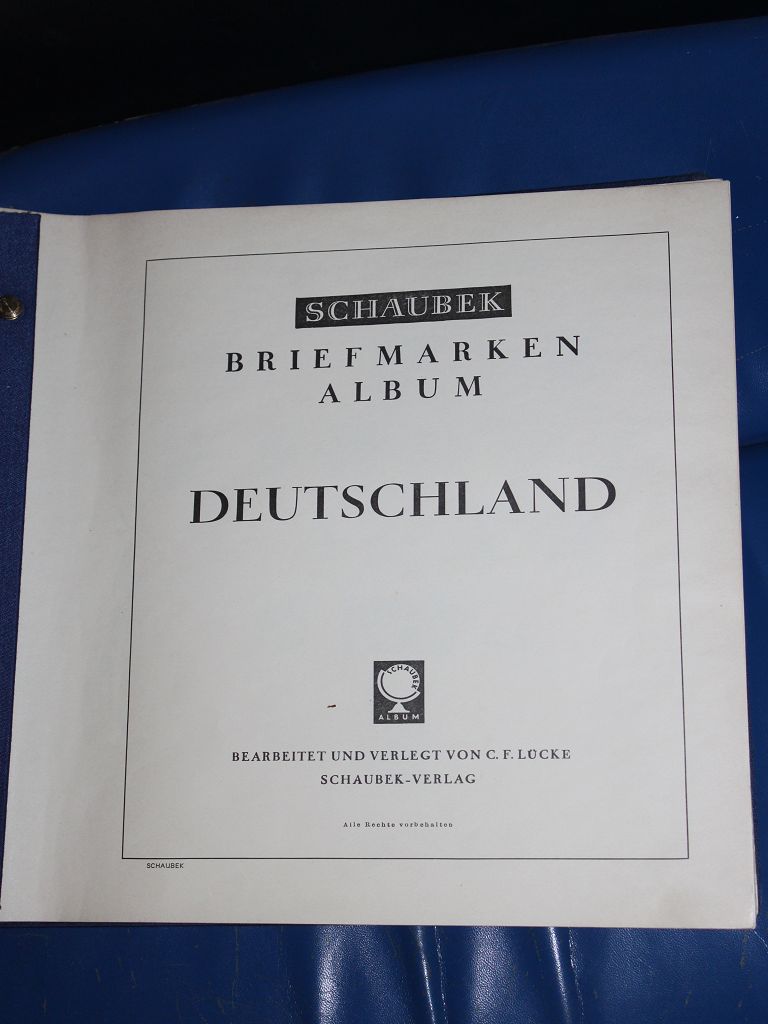 SCHAUBEK
BRIEFMARKEN
ALBUM
DEUTSCHLAND
SCHAUBEK
ALBUM
BEARBEITET UND VERLEGT VON C. F. LÜCKE
SCHAUBEK-VERLAG
Alle Rechte vorbehalten
SCHAUBEK